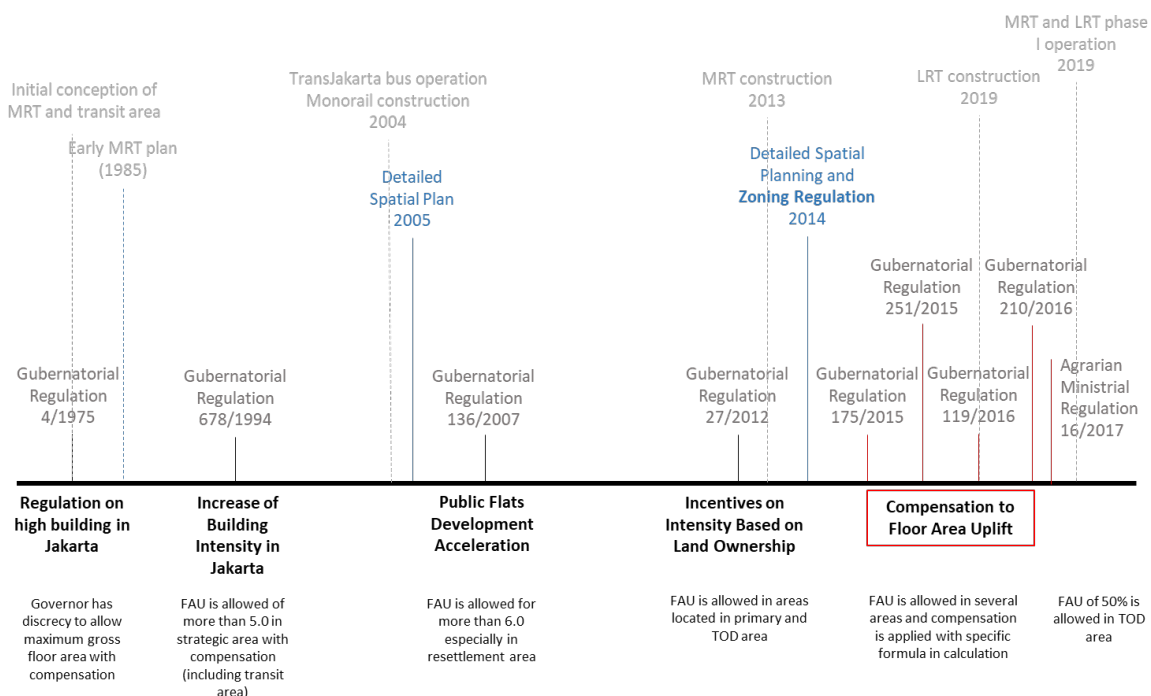 MRT and LRT phase
I operation
2019
Initial conception of
MRT and transit area
TransJakarta bus operation
Monorail construction
2004
MRT construction
2013
LRT construction
2019
Early MRT plan
(1985)
Detailed
Spatial Plan
2005
Detailed Spatial
Planning and
Zoning Regulation
2014
Gubernatorial
Regulation
251/2015
Gubernatorial
Regulation
210/2016
Gubernatorial
Regulation
4/1975
Gubernatorial
Regulation
678/1994
Gubernatorial
Regulation
136/2007
Gubernatorial
Regulation
27/2012
Gubernatorial
Regulation
175/2015
Gubernatorial
Regulation
119/2016
Agrarian
Ministrial
Regulation
16/2017
Regulation on
high building in
Jakarta
Increase of
Building
Intensity in
Jakarta
Public Flats
Development
Acceleration
Incentives on
Intensity Based on
Land Ownership
Compensation to
Floor Area Uplift
Governor has
discrecy to allow
maximum gross
floor area with
compensation
FAU is allowed of
more than 5.0 in
strategic area with
compensation
(including transit
area)
FAU is allowed for
more than 6.0
especially in
resettlement area
FAU is allowed in areas
located in primary and
TOD area
FAU is allowed in several
areas and compensation
is applied with specific
formula in calculation
FAU of 50% is
allowed in TOD
area